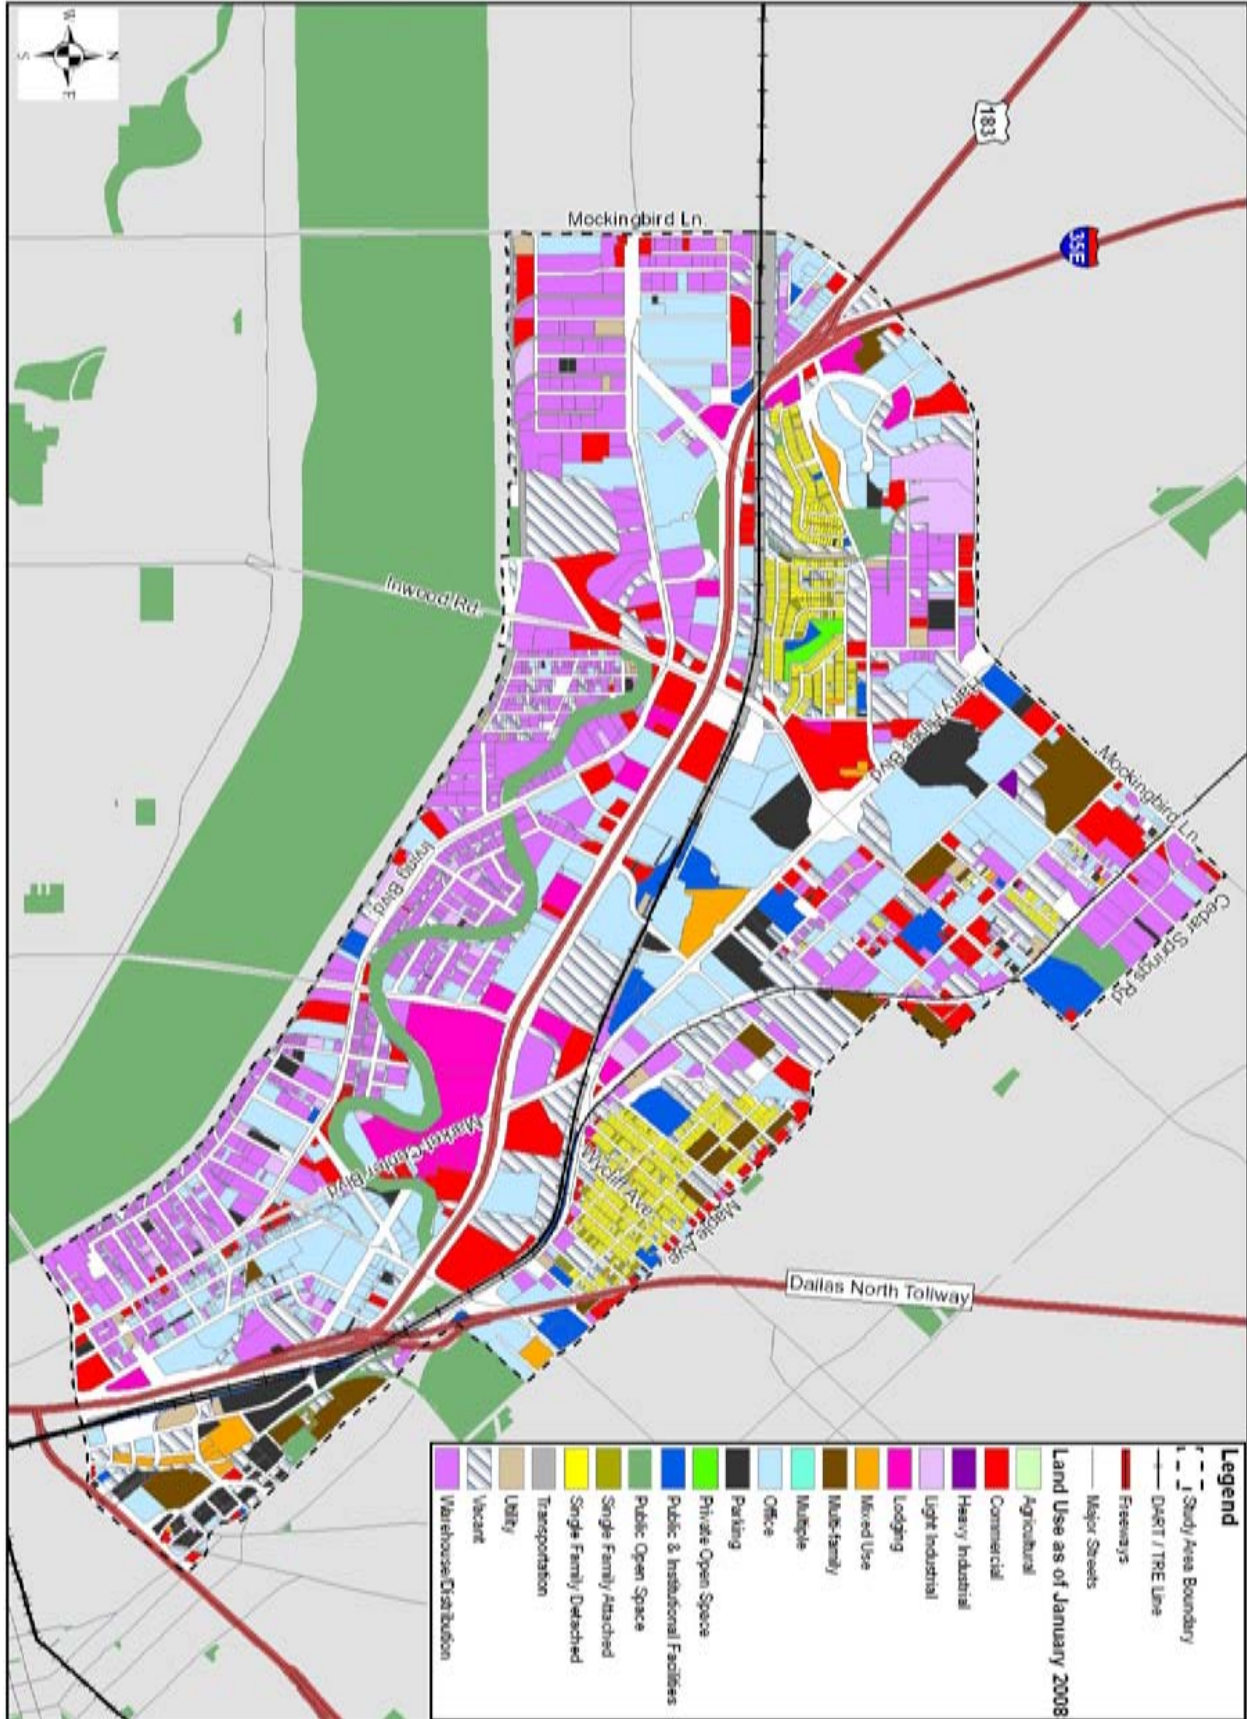 W
N
S
E
183
35E
Mockingbird Ln.
Inwood Rd.
Harry Hines Blvd
Mockingbird Ln.
Cedar Springs Rd
Irving Blvd
Market Center Blvd
Wycliff Ave
Maple Ave
Dallas North Tollway
Legend
Study Area Boundary
DART / TRE Line
Freeways
Major Streets
Land Use as of January 2008
Agricultural
Commercial
Heavy Industrial
Light Industrial
Lodging
Mixed Use
Multi-family
Multiple
Office
Parking
Private Open Space
Public & Institutional Facilities
Public Open Space
Single Family Attached
Single Family Detached
Transportation
Utility
Vacant
Warehouse/Distribution